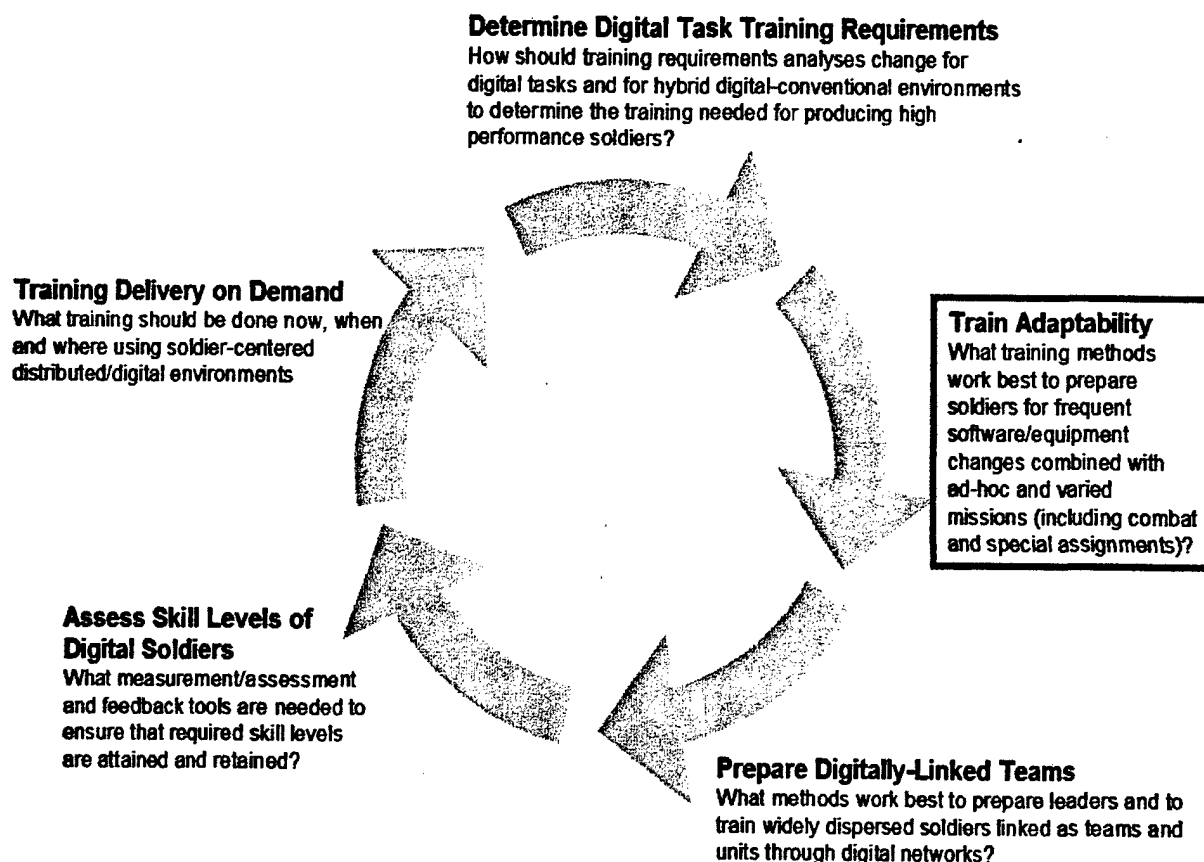 Determine Digital Task Training Requirements
How should training requirements analyses change for
digital tasks and for hybrid digital-conventional environments
to determine the training needed for producing high
performance soldiers?
Train Adaptability
What training methods
work best to prepare
soldiers for frequent
software/equipment
changes combined with
ad-hoc and varied
missions (including combat
and special assignments)?
Prepare Digitally-Linked Teams
What methods work best to prepare leaders and to
train widely dispersed soldiers linked as teams and
units through digital networks?
Assess Skill Levels of
Digital Soldiers
What measurement/assessment
and feedback tools are needed to
ensure that required skill levels
are attained and retained?
Training Delivery on Demand
What training should be done now, when
and where using soldier-centered
distributed/digital environments